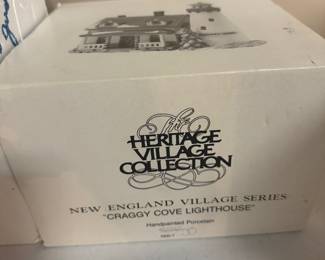 The
HERITAGE
VILLAGE
COLLECTION
NEW ENGLAND VILLAGE SERIES
"CRAGGY COVE LIGHTHOUSE"
Handpainted Porcelain